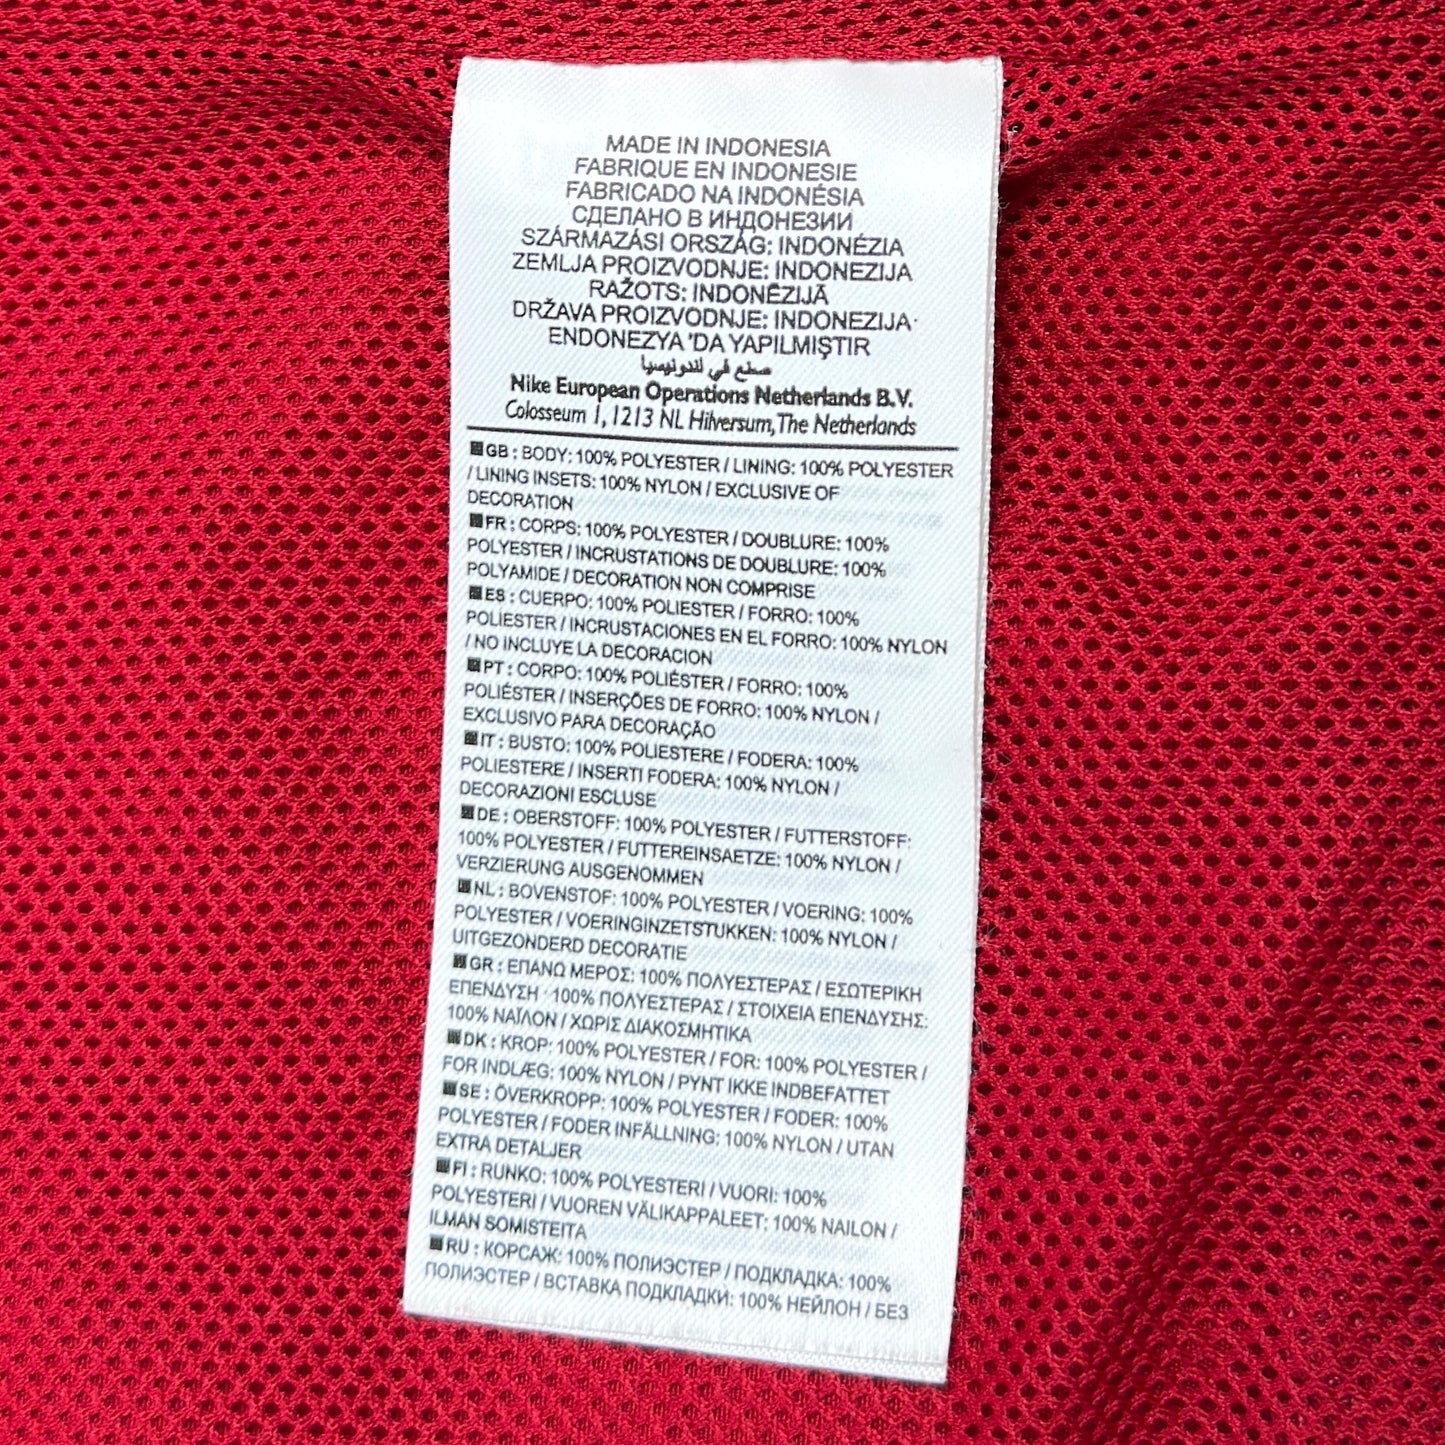 MADE IN INDONESIA
FABRIQUE EN INDONESIE
FABRICADO NA INDONÉSIA
СДЕЛАНО В ИНДОНЕЗИИ
SZÁRMAZÁSI ORSZÁG: INDONÉZIA
ZEMLJA PROIZVODNJE: INDONEZIJA
RAŽOTS: INDONĒZIJĀ
DRŽAVA PROIZVODNJE: INDONEZIJA
ENDONEZYA 'DA YAPILMIŞTIR
صنع في اندونيسيا
Nike European Operations Netherlands B.V.
Colosseum 1, 1213 NL Hilversum, The Netherlands
GB : BODY: 100% POLYESTER / LINING: 100% POLYESTER
/ LINING INSETS: 100% NYLON / EXCLUSIVE OF
DECORATION
FR : CORPS: 100% POLYESTER / DOUBLURE: 100%
POLYESTER / INCRUSTATIONS DE DOUBLURE: 100%
POLYAMIDE / DECORATION NON COMPRISE
ES : CUERPO: 100% POLIESTER / FORRO: 100%
POLIESTER / INCRUSTACIONES EN EL FORRO: 100% NYLON
/ NO INCLUYE LA DECORACION
PT : CORPO: 100% POLIÉSTER / FORRO: 100%
POLIÉSTER / INSERÇÕES DE FORRO: 100% NYLON /
EXCLUSIVO PARA DECORAÇÃO
IT : BUSTO: 100% POLIESTERE / FODERA: 100%
POLIESTERE / INSERTI FODERA: 100% NYLON /
DECORAZIONI ESCLUSE
DE : OBERSTOFF: 100% POLYESTER / FUTTERSTOFF:
100% POLYESTER / FUTTEREINSAETZE: 100% NYLON /
VERZIERUNG AUSGENOMMEN
NL : BOVENSTOF: 100% POLYESTER / VOERING: 100%
POLYESTER / VOERINGINZETSTUKKEN: 100% NYLON /
UITGEZONDERD DECORATIE
GR : ΕΠΑΝΩ ΜΕΡΟΣ: 100% ΠΟΛΥΕΣΤΕΡΑΣ / ΕΣΩΤΕΡΙΚΗ
ΕΠΕΝΔΥΣΗ · 100% ΠΟΛΥΕΣΤΕΡΑΣ / ΣΤΟΙΧΕΙΑ ΕΠΕΝΔΥΣΗΣ:
100% ΝΑΪΛΟΝ / ΧΩΡΙΣ ΔΙΑΚΟΣΜΗΤΙΚΑ
DK : KROP: 100% POLYESTER / FOR: 100% POLYESTER /
FOR INDLÆG: 100% NYLON / PYNT IKKE INDBEFATTET
SE : ÖVERKROPP: 100% POLYESTER / FODER: 100%
POLYESTER / FODER INFÄLLNING: 100% NYLON / UTAN
EXTRA DETALJER
FI : RUNKO: 100% POLYESTERI / VUORI: 100%
POLYESTERI / VUOREN VÄLIKAPPALEET: 100% NAILON /
ILMAN SOMISTEITA
RU : КОРСАЖ: 100% ПОЛИЭСТЕР / ПОДКЛАДКА: 100%
ПОЛИЭСТЕР / ВСТАВКА ПОДКЛАДКИ: 100% НЕЙЛОН / БЕЗ